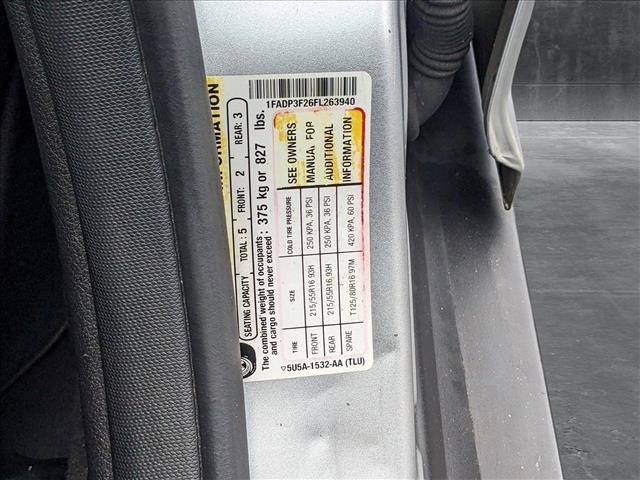 FORMATION
SEATING CAPACITY TOTAL: 5 FRONT: 2 REAR: 3
The combined weight of occupants and cargo should never exceed: 375 kg or 827 lbs.
TIRE SIZE COLD TIRE PRESSURE SEE OWNERS
FRONT 215/55R16 93H 250 KPA, 36 PSI MANUAL FOR
REAR 215/55R16 93H 250 KPA, 36 PSI ADDITIONAL
SPARE T125/80R16 97M 420 KPA, 60 PSI INFORMATION
5U5A-1532-AA (TLU)
1FADP3F26FL263940